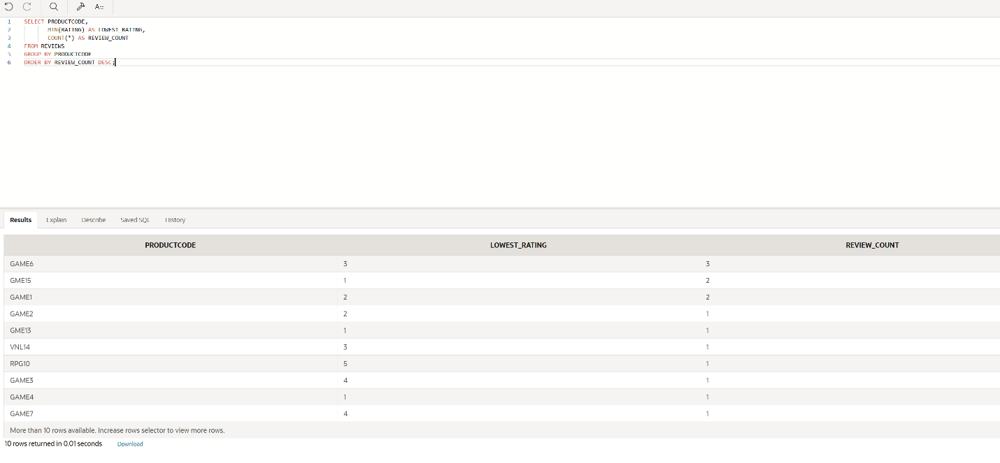 A::
1 SELECT PRODUCTCODE,
2 MIN(RATING) AS LOWEST_RATING,
3 COUNT(*) AS REVIEW_COUNT
4 FROM REVIEWS
5 GROUP BY PRODUCTCODE
6 ORDER BY REVIEW_COUNT DESC;
Results Explain Describe Saved SQL History
PRODUCTCODE LOWEST_RATING REVIEW_COUNT
GAME6 3 3
GME15 1 2
GAME1 2 2
GAME2 2 1
GME13 1 1
VNL14 3 1
RPG10 5 1
GAME3 4 1
GAME4 1 1
GAME7 4 1
More than 10 rows available. Increase rows selector to view more rows.
10 rows returned in 0.01 seconds Download